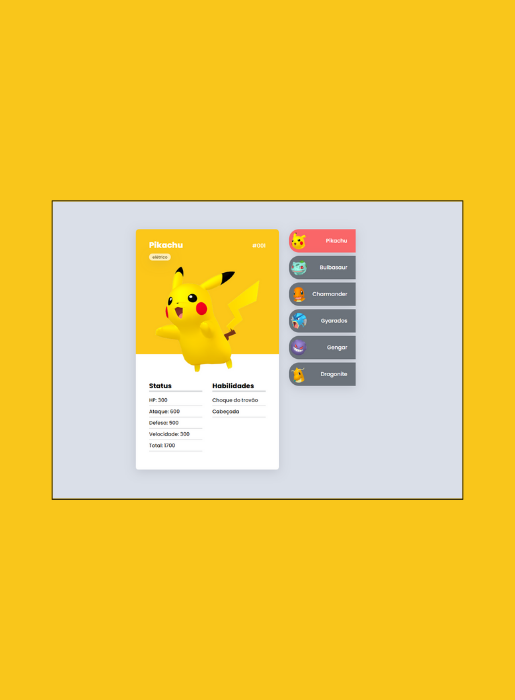 Pikachu
#001
elétrico
Status
HP: 300
Ataque: 600
Defesa: 500
Velocidade: 300
Total: 1700
Habilidades
Choque do trovão
Cabeçada
Pikachu
Bulbasaur
Charmander
Gyarados
Gengar
Dragonite